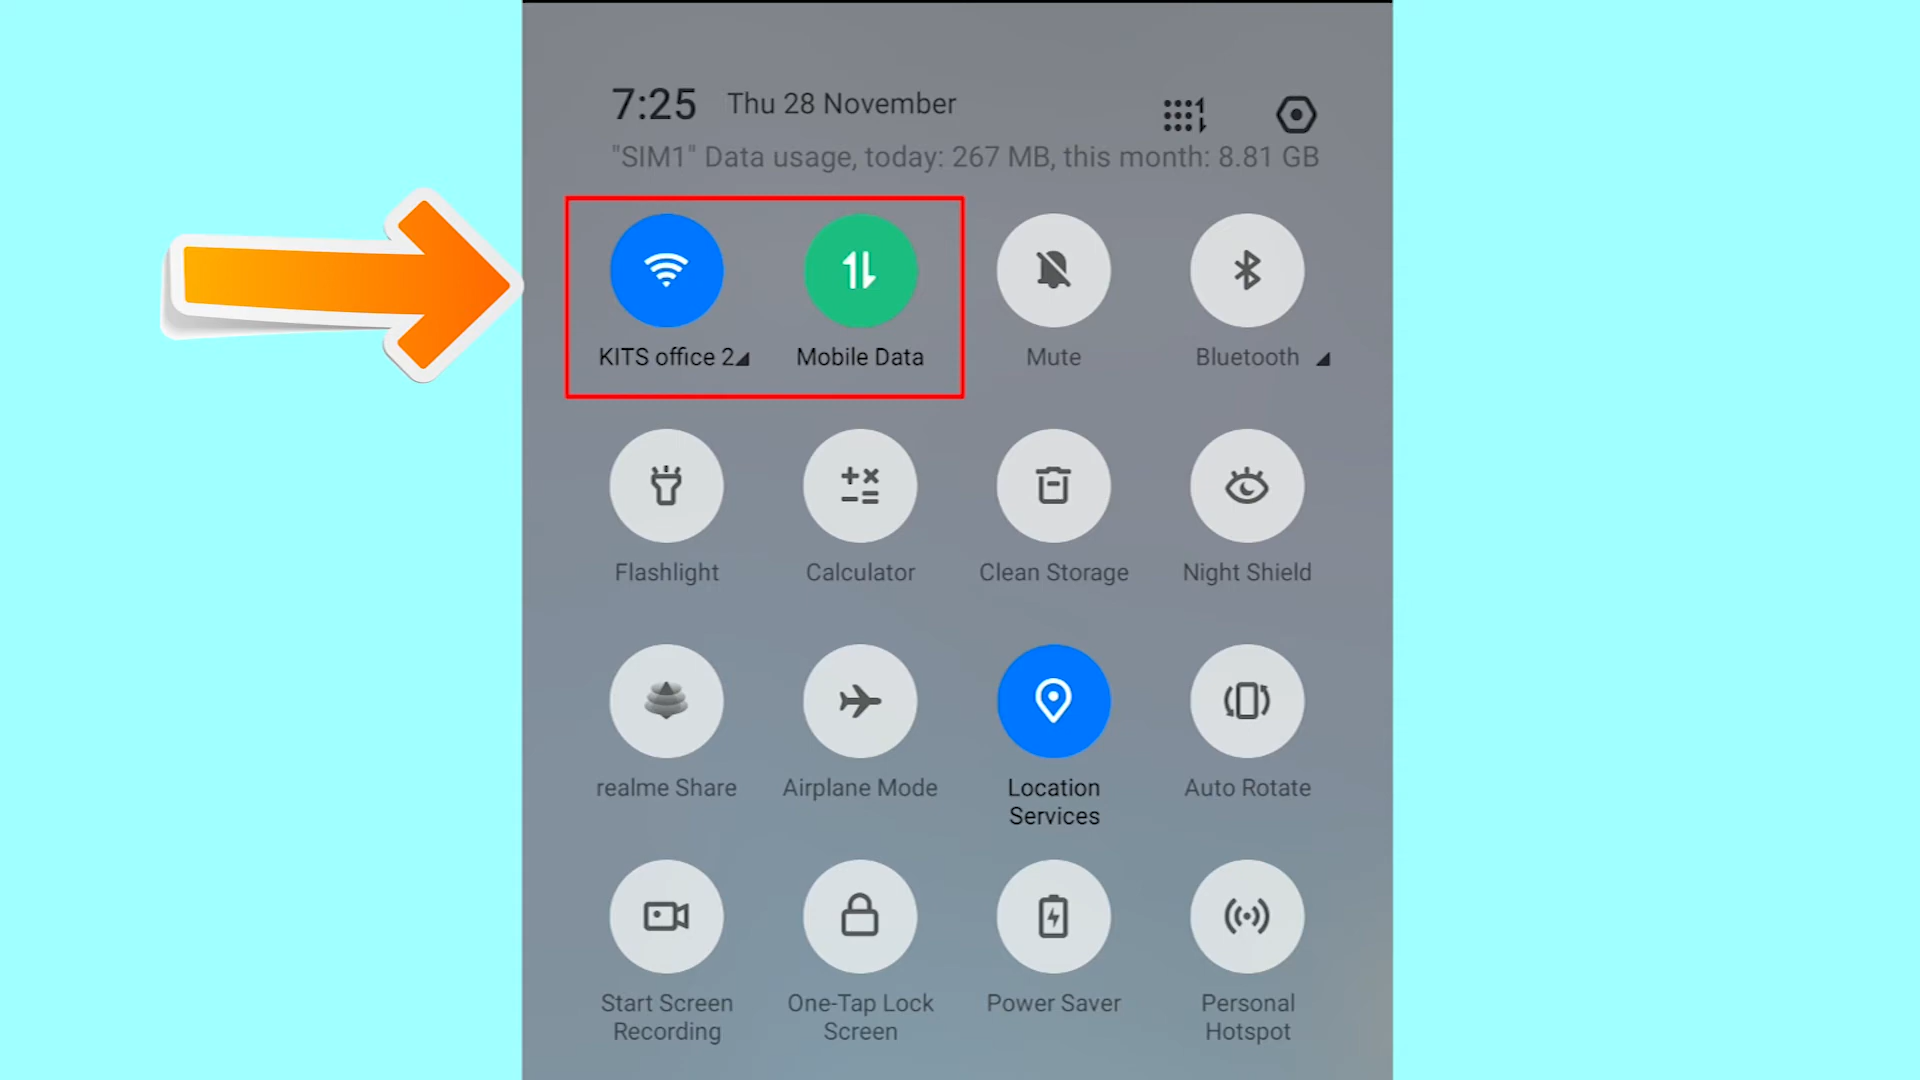 7:25 Thu 28 November
"SIM1" Data usage, today: 267 MB, this month: 8.81 GB
KITS office 2 Mobile Data Mute Bluetooth
Flashlight Calculator Clean Storage Night Shield
realme Share Airplane Mode Location Services Auto Rotate
Start Screen Recording One-Tap Lock Screen Power Saver Personal Hotspot